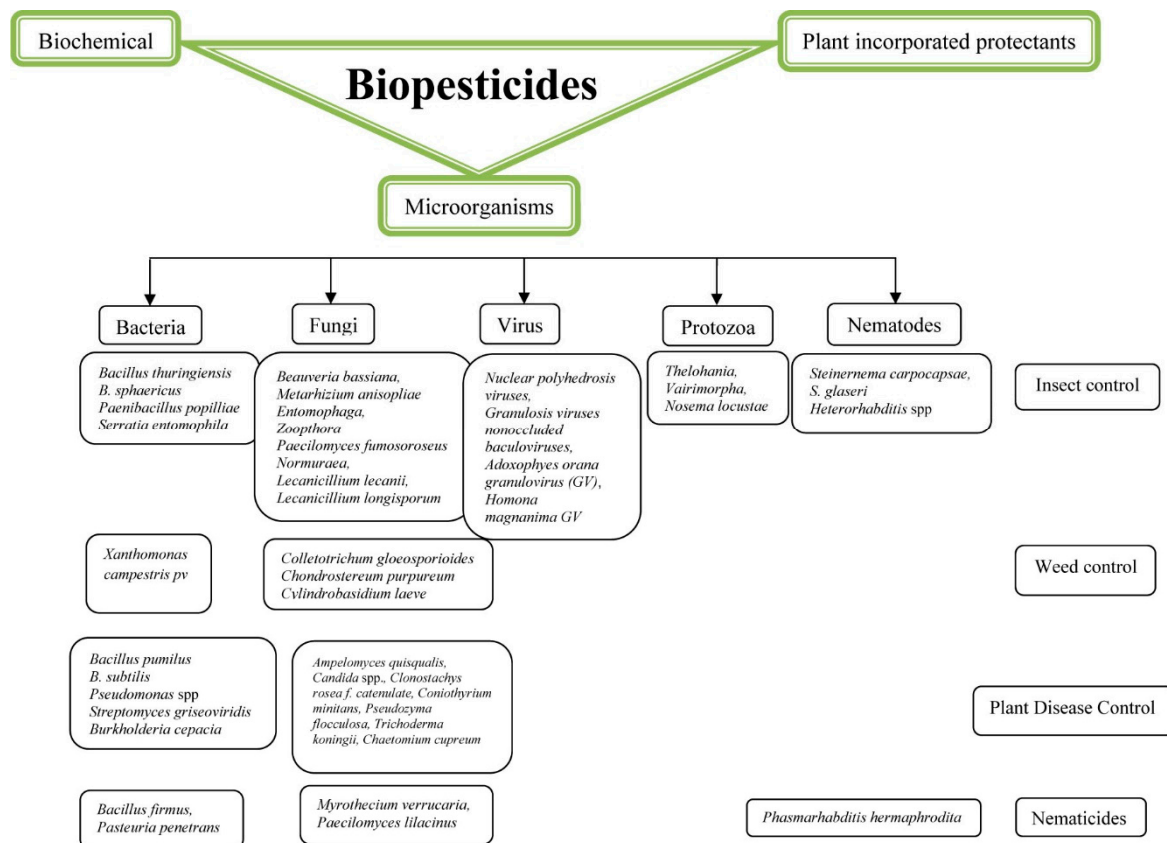 Biochemical
Plant incorporated protectants
Biopesticides
Microorganisms
Bacteria
Fungi
Virus
Protozoa
Nematodes
Bacillus thuringiensis
B. sphaericus
Paenibacillus popilliae
Serratia entomophila
Beauveria bassiana,
Metarhizium anisopliae
Entomophaga,
Zoopthora
Paecilomyces fumosoroseus
Normuraea,
Lecanicillium lecanii,
Lecanicillium longisporum
Nuclear polyhedrosis
viruses,
Granulosis viruses
nonoccluded
baculoviruses,
Adoxophyes orana
granulovirus (GV),
Homona
magnanima GV
Thelohania,
Vairimorpha,
Nosema locustae
Steinernema carpocapsae,
S. glaseri
Heterorhabditis spp
Insect control
Xanthomonas
campestris pv
Colletotrichum gloeosporioides
Chondrostereum purpureum
Cylindrobasidium laeve
Weed control
Bacillus pumilus
B. subtilis
Pseudomonas spp
Streptomyces griseoviridis
Burkholderia cepacia
Ampelomyces quisqualis,
Candida spp., Clonostachys
rosea f. catenulate, Coniothyrium
minitans, Pseudozyma
flocculosa, Trichoderma
koningii, Chaetomium cupreum
Plant Disease Control
Bacillus firmus,
Pasteuria penetrans
Myrothecium verrucaria,
Paecilomyces lilacinus
Phasmarhabditis hermaphrodita
Nematicides